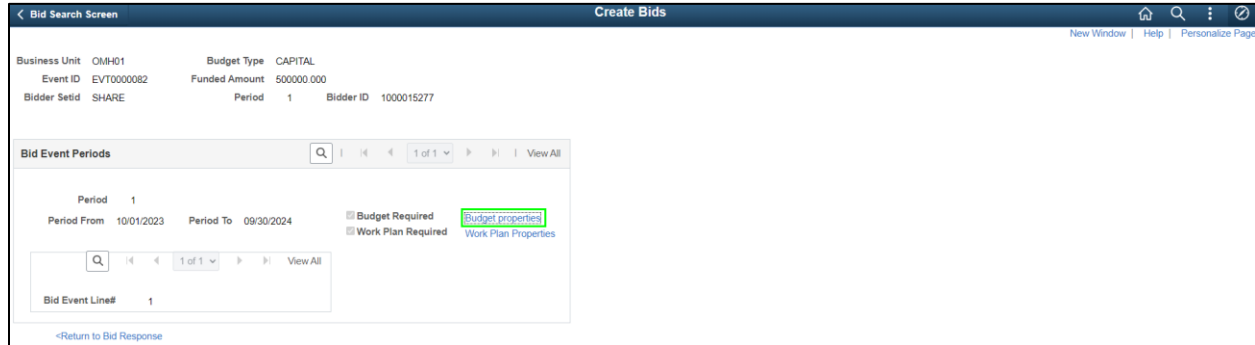 Bid Search Screen
Create Bids
New Window | Help | Personalize Page
Business Unit OMH01 Budget Type CAPITAL
Event ID EVT0000082 Funded Amount 500000.000
Bidder Setid SHARE Period 1 Bidder ID 1000015277
Bid Event Periods 1 of 1 View All
Period 1
Period From 10/01/2023 Period To 09/30/2024 Budget Required Budget properties
Work Plan Required Work Plan Properties
1 of 1 View All
Bid Event Line# 1
<Return to Bid Response